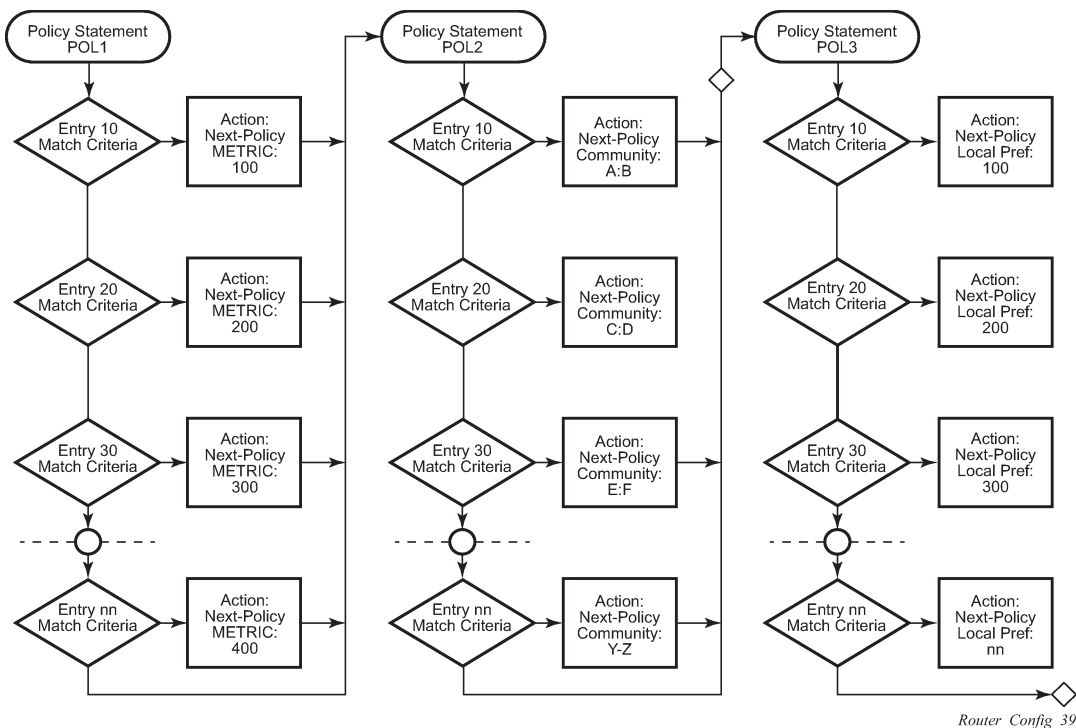 Policy Statement
POL1
Entry 10
Match Criteria
Action:
Next-Policy
METRIC:
100
Entry 20
Match Criteria
Action:
Next-Policy
METRIC:
200
Entry 30
Match Criteria
Action:
Next-Policy
METRIC:
300
Entry nn
Match Criteria
Action:
Next-Policy
METRIC:
400
Policy Statement
POL2
Entry 10
Match Criteria
Action:
Next-Policy
Community:
A:B
Entry 20
Match Criteria
Action:
Next-Policy
Community:
C:D
Entry 30
Match Criteria
Action:
Next-Policy
Community:
E:F
Entry nn
Match Criteria
Action:
Next-Policy
Community:
Y-Z
Policy Statement
POL3
Entry 10
Match Criteria
Action:
Next-Policy
Local Pref:
100
Entry 20
Match Criteria
Action:
Next-Policy
Local Pref:
200
Entry 30
Match Criteria
Action:
Next-Policy
Local Pref:
300
Entry nn
Match Criteria
Action:
Next-Policy
Local Pref:
nn
Router_Config_39